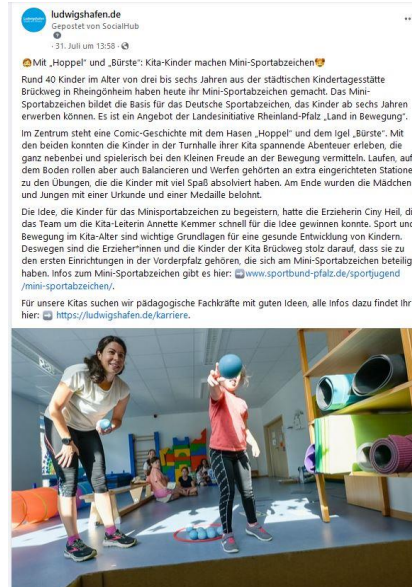 ludwigshafen.de
Gepostet von SocialHub
· 31. Juli um 13:58 ·
Mit „Hoppel“ und „Bürste“: Kita-Kinder machen Mini-Sportabzeichen
Rund 40 Kinder im Alter von drei bis sechs Jahren aus der städtischen Kindertagesstätte
Brückweg in Rheingönheim haben heute ihr Mini-Sportabzeichen gemacht. Das Mini-
Sportabzeichen bildet die Basis für das Deutsche Sportabzeichen, das Kinder ab sechs Jahren
erwerben können. Es ist ein Angebot der Landesinitiative Rheinland-Pfalz „Land in Bewegung“.
Im Zentrum steht eine Comic-Geschichte mit dem Hasen „Hoppel“ und dem Igel „Bürste“. Mit
den beiden konnten die Kinder in der Turnhalle ihrer Kita spannende Abenteuer erleben, die
ganz nebenbei und spielerisch bei den Kleinen Freude an der Bewegung vermitteln. Laufen, auf
dem Boden rollen aber auch Balancieren und Werfen gehörten an extra eingerichteten Statione
zu den Übungen, die die Kinder mit viel Spaß absolviert haben. Am Ende wurden die Mädchen
und Jungen mit einer Urkunde und einer Medaille belohnt.
Die Idee, die Kinder für das Minisportabzeichen zu begeistern, hatte die Erzieherin Ciny Heil, di
das Team um die Kita-Leiterin Annette Kemmer schnell für die Idee gewinnen konnte. Sport und
Bewegung im Kita-Alter sind wichtige Grundlagen für eine gesunde Entwicklung von Kindern.
Deswegen sind die Erzieher*innen und die Kinder der Kita Brückweg stolz darauf, dass sie zu
den ersten Einrichtungen in der Vorderpfalz gehören, die sich am Mini-Sportabzeichen beteilig
haben. Infos zum Mini-Sportabzeichen gibt es hier: www.sportbund-pfalz.de/sportjugend
/mini-sportabzeichen/.
Für unsere Kitas suchen wir pädagogische Fachkräfte mit guten Ideen, alle Infos dazu findet ihr
hier: https://ludwigshafen.de/karriere.